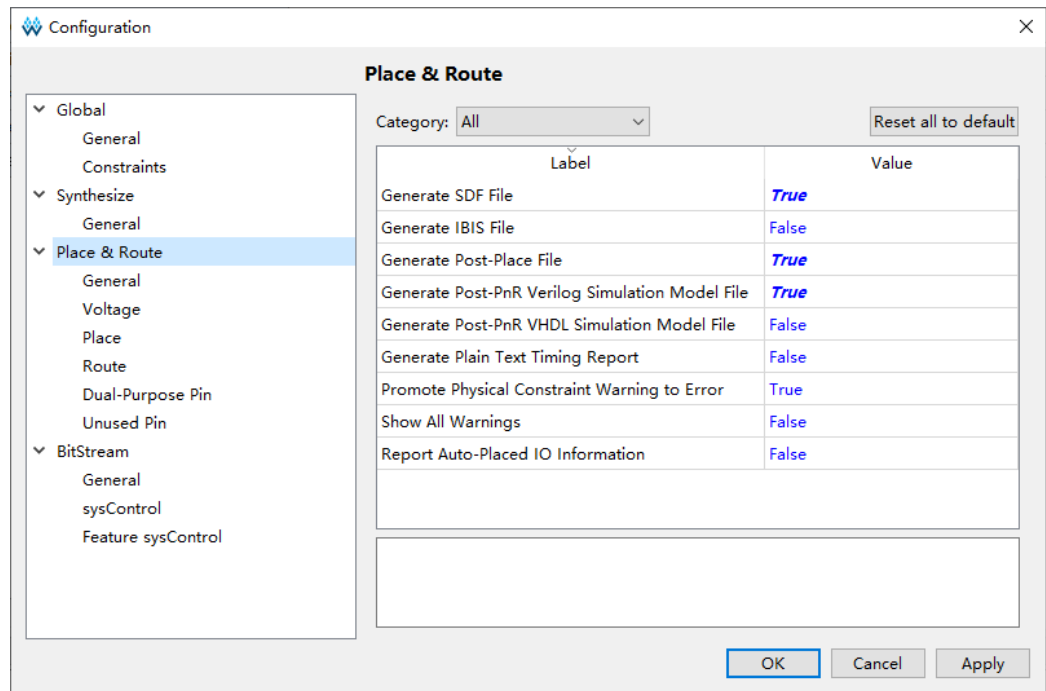 Configuration
Place & Route
Global
General
Constraints
Synthesize
General
Place & Route
General
Voltage
Place
Route
Dual-Purpose Pin
Unused Pin
BitStream
General
sysControl
Feature sysControl
Category: All
Reset all to default
Label Value
Generate SDF File True
Generate IBIS File False
Generate Post-Place File True
Generate Post-PnR Verilog Simulation Model File True
Generate Post-PnR VHDL Simulation Model File False
Generate Plain Text Timing Report False
Promote Physical Constraint Warning to Error True
Show All Warnings False
Report Auto-Placed IO Information False
OK Cancel Apply